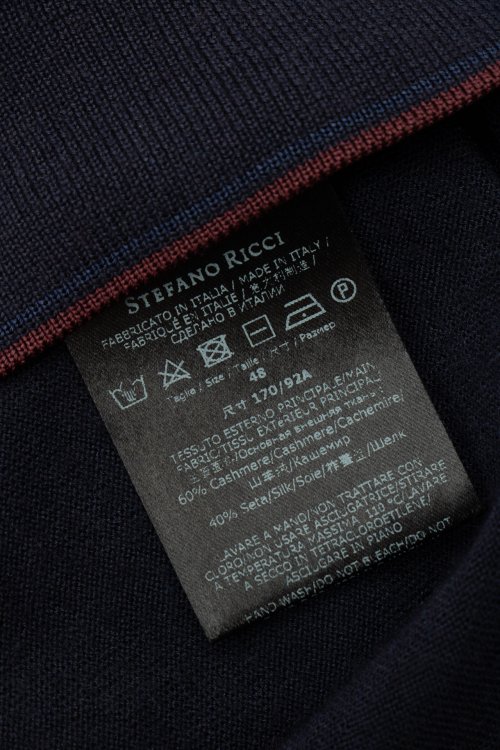 STEFANO RICCI
FABBRICATO IN ITALIA / MADE IN ITALY /
FABRIQUÉ EN ITALIE / 意大利制造 /
СДЕЛАНО В ИТАЛИИ
P
Taglie / Size / Taille / 尺寸 / Размер
48
尺寸 170/92A
TESSUTO ESTERNO PRINCIPALE/MAIN
FABRIC/TISSU EXTÉRIEUR PRINCIPAL/
Основная внешняя ткань
60% Cashmere/Cashmere/Cachemire/
山羊绒/Кашемир
40% Seta/Silk/Soie/桑蚕丝/Шелк
LAVARE A MANO/NON TRATTARE CON
CLORO/NON USARE ASCIUGATRICE/STIRARE
A TEMPERATURA MASSIMA 110 °C/LAVARE
A SECCO IN TETRACLOROETILENE/
ASCIUGARE IN PIANO
HAND WASH/DO NOT BLEACH/DO NOT